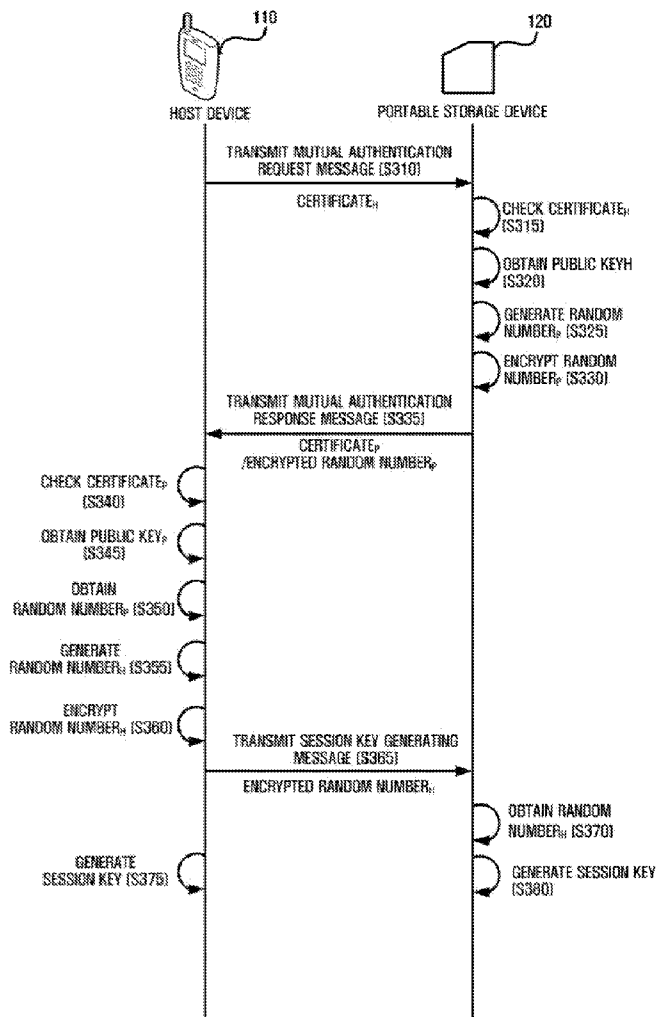 110
120
HOST DEVICE
PORTABLE STORAGE DEVICE
TRANSMIT MUTUAL AUTHENTICATION
REQUEST MESSAGE (S310)
CERTIFICATEH
CHECK CERTIFICATEH
(S315)
OBTAIN PUBLIC KEYH
(S320)
GENERATE RANDOM
NUMBERP (S325)
ENCRYPT RANDOM
NUMBERP (S330)
TRANSMIT MUTUAL AUTHENTICATION
RESPONSE MESSAGE (S335)
CERTIFICATEP
/ENCRYPTED RANDOM NUMBERP
CHECK CERTIFICATEP
(S340)
OBTAIN PUBLIC KEYP
(S345)
OBTAIN
RANDOM NUMBERP (S350)
GENERATE
RANDOM NUMBERH (S355)
ENCRYPT
RANDOM NUMBERH (S360)
TRANSMIT SESSION KEY GENERATING
MESSAGE (S365)
ENCRYPTED RANDOM NUMBERH
OBTAIN RANDOM
NUMBERH (S370)
GENERATE
SESSION KEY (S375)
GENERATE SESSION KEY
(S380)